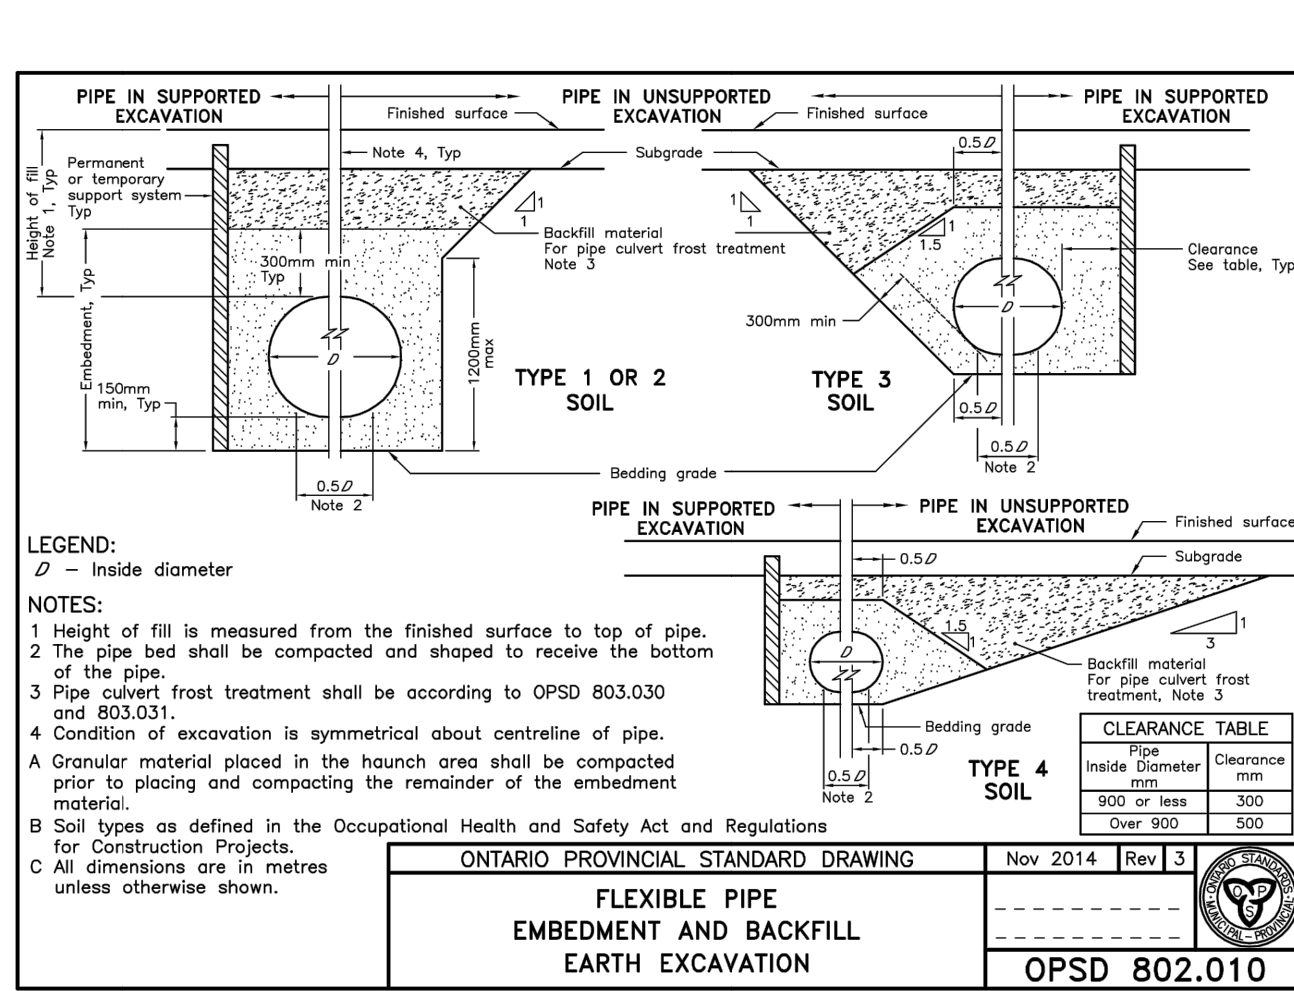 PIPE IN SUPPORTED
EXCAVATION
PIPE IN UNSUPPORTED
EXCAVATION
PIPE IN SUPPORTED
EXCAVATION
Finished surface
Finished surface
Note 4, Typ
Subgrade
0.5D
Height of fill
Note 1, Typ
Permanent
or temporary
support system
Typ
1
1
1
1
Backfill material
For pipe culvert frost treatment
Note 3
1
1.5
Clearance
See table, Typ
300mm min
Typ
Embedment, Typ
300mm min
D
D
1200mm
max
150mm
min, Typ
TYPE 1 OR 2
SOIL
TYPE 3
SOIL
0.5D
0.5D
Note 2
Bedding grade
0.5D
Note 2
PIPE IN SUPPORTED
EXCAVATION
PIPE IN UNSUPPORTED
EXCAVATION
Finished surface
Subgrade
0.5D
1.5
1
1
3
D
Backfill material
For pipe culvert frost
treatment, Note 3
Bedding grade
0.5D
0.5D
Note 2
TYPE 4
SOIL
LEGEND:
D – Inside diameter
NOTES:
1 Height of fill is measured from the finished surface to top of pipe.
2 The pipe bed shall be compacted and shaped to receive the bottom
of the pipe.
3 Pipe culvert frost treatment shall be according to OPSD 803.030
and 803.031.
4 Condition of excavation is symmetrical about centreline of pipe.
A Granular material placed in the haunch area shall be compacted
prior to placing and compacting the remainder of the embedment
material.
B Soil types as defined in the Occupational Health and Safety Act and Regulations
for Construction Projects.
C All dimensions are in metres
unless otherwise shown.
CLEARANCE TABLE
Pipe
Inside Diameter
mm
Clearance
mm
900 or less 300
Over 900 500
ONTARIO PROVINCIAL STANDARD DRAWING
Nov 2014 Rev 3
FLEXIBLE PIPE
EMBEDMENT AND BACKFILL
EARTH EXCAVATION
ONTARIO STANDARDS
OPS
MUNICIPAL – PROVINCIAL
OPSD 802.010